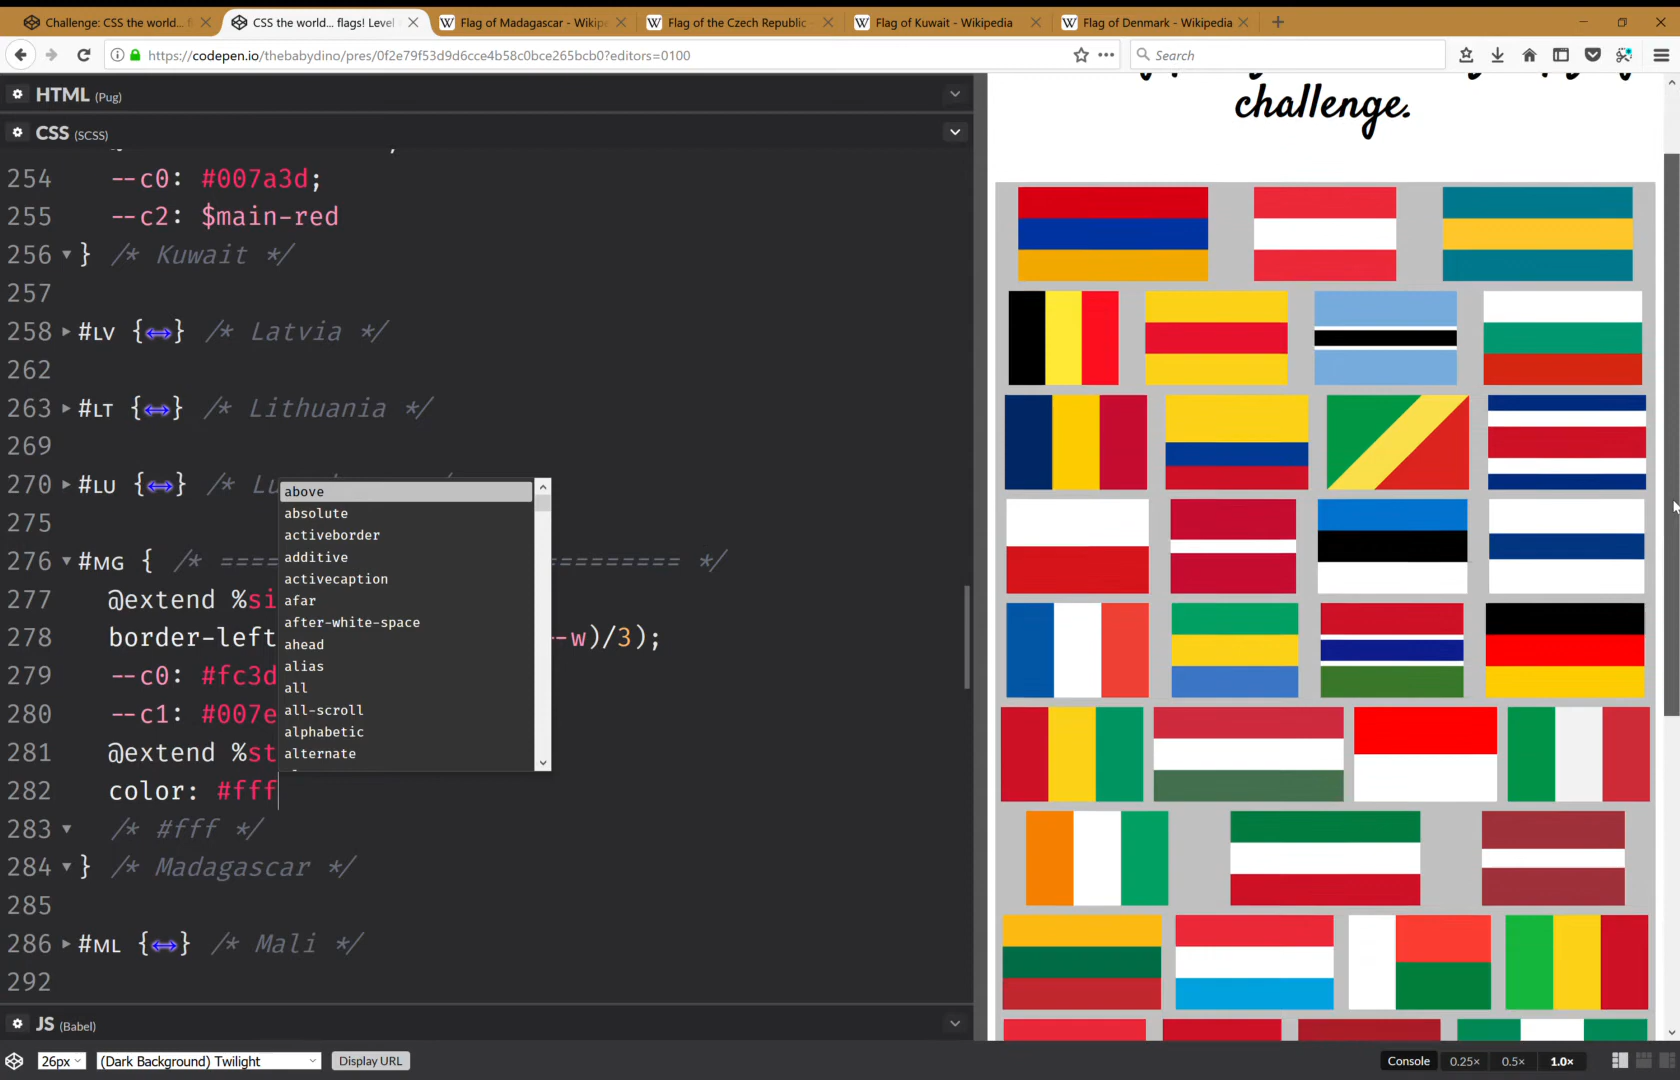 Challenge: CSS the world...
CSS the world... flags! Level
Flag of Madagascar - Wikipe
Flag of the Czech Republic -
Flag of Kuwait - Wikipedia
Flag of Denmark - Wikipedia
https://codepen.io/thebabydino/pres/0f2e79f53d9d6cce4b58c0bce265bcb0?editors=0100
Search
HTML (Pug)
CSS (SCSS)
challenge.
254 --c0: #007a3d;
255 --c2: $main-red
256 } /* Kuwait */
257
258 #LV {↔} /* Latvia */
262
263 #LT {↔} /* Lithuania */
269
270 #LU {↔} /* Lu
275
276 #MG { /* ==== ========= */
277 @extend %si
278 border-left -w)/3);
279 --c0: #fc3d
280 --c1: #007e
281 @extend %st
282 color: #fff
283 /* #fff */
284 } /* Madagascar */
285
286 #ML {↔} /* Mali */
292
above
absolute
activeborder
additive
activecaption
afar
after-white-space
ahead
alias
all
all-scroll
alphabetic
alternate
JS (Babel)
26px
(Dark Background) Twilight
Display URL
Console
0.25×
0.5×
1.0×